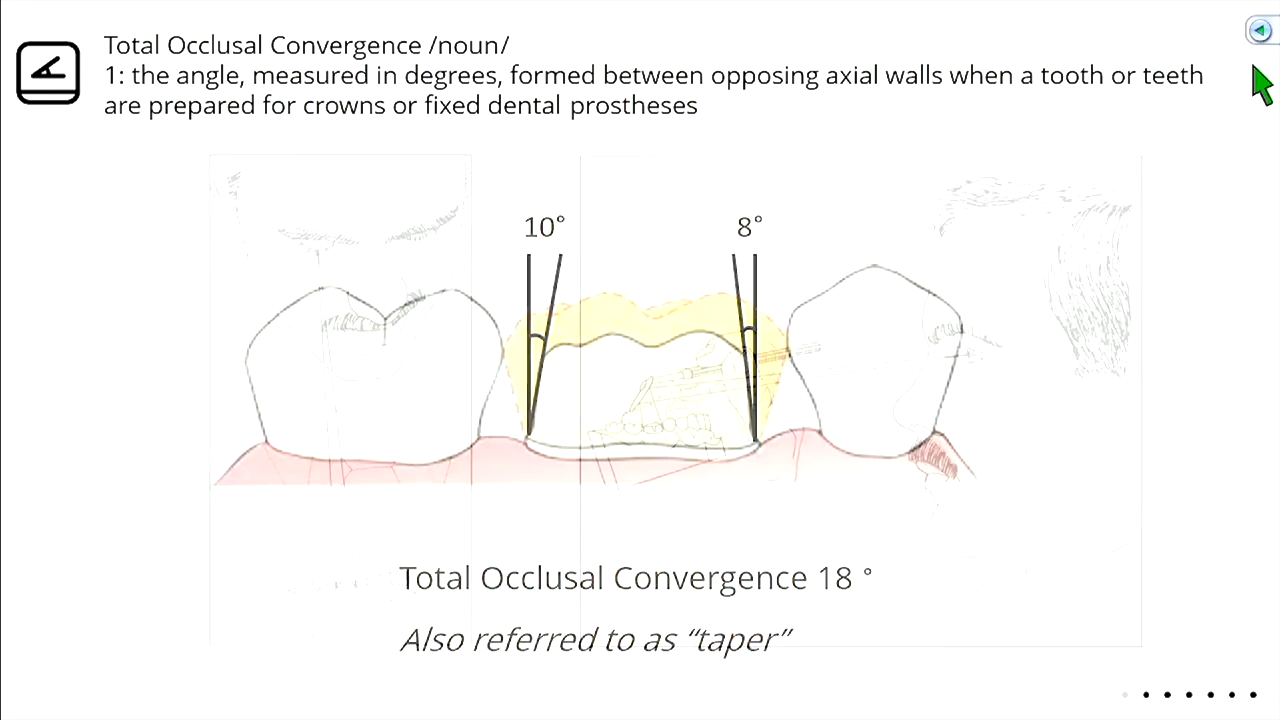 Total Occlusal Convergence /noun/
1: the angle, measured in degrees, formed between opposing axial walls when a tooth or teeth
are prepared for crowns or fixed dental prostheses
10° 8°
Total Occlusal Convergence 18 °
Also referred to as “taper”